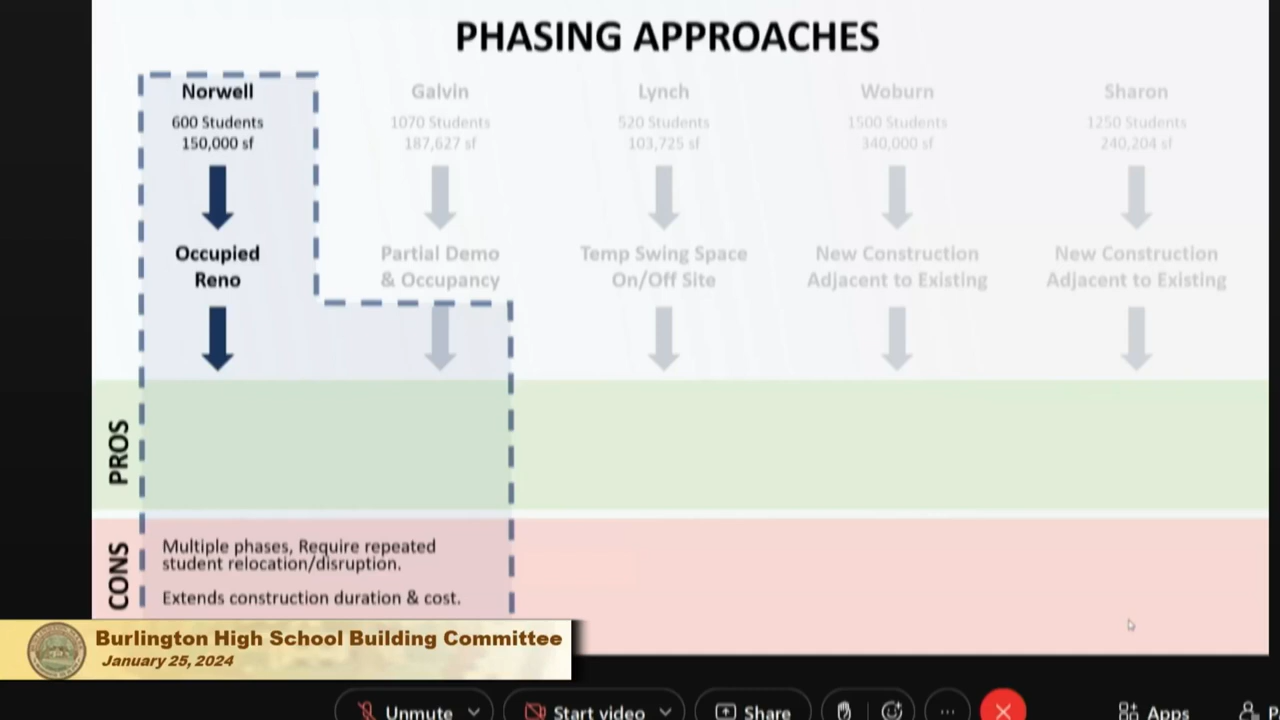 PHASING APPROACHES
Norwell
600 Students
150,000 sf
Occupied
Reno
Galvin
1070 Students
187,627 sf
Partial Demo
& Occupancy
Lynch
520 Students
103,725 sf
Temp Swing Space
On/Off Site
Woburn
1500 Students
340,000 sf
New Construction
Adjacent to Existing
Sharon
1250 Students
240,204 sf
New Construction
Adjacent to Existing
PROS
CONS
Multiple phases, Require repeated
student relocation/disruption.
Extends construction duration & cost.
Burlington High School Building Committee
January 25, 2024
Unmute
Start video
Share
Apps